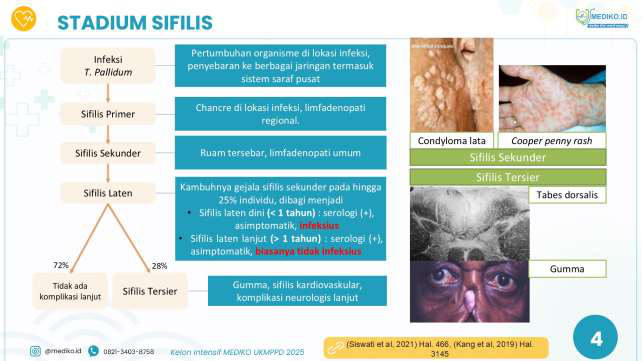 STADIUM SIFILIS
MEDIKO.ID
Infeksi
T. Pallidum
Pertumbuhan organisme di lokasi infeksi,
penyebaran ke berbagai jaringan termasuk
sistem saraf pusat
Sifilis Primer
Chancre di lokasi infeksi, limfadenopati
regional.
Sifilis Sekunder
Ruam tersebar, limfadenopati umum
Sifilis Laten
Kambuhnya gejala sifilis sekunder pada hingga
25% individu, dibagi menjadi
• Sifilis laten dini (< 1 tahun) : serologi (+),
asimptomatik, infeksius
• Sifilis laten lanjut (> 1 tahun) : serologi (+),
asimptomatik, biasanya tidak infeksius
72%
28%
Tidak ada
komplikasi lanjut
Sifilis Tersier
Gumma, sifilis kardiovaskular,
komplikasi neurologis lanjut
Condyloma lata
Cooper penny rash
Sifilis Sekunder
Sifilis Tersier
Tabes dorsalis
Gumma
@mediko.id
0821-3403-8758
Kelon Intensif MEDIKO UKMPPD 2025
(Siswati et al, 2021) Hal. 466, (Kang et al, 2019) Hal.
3145
4